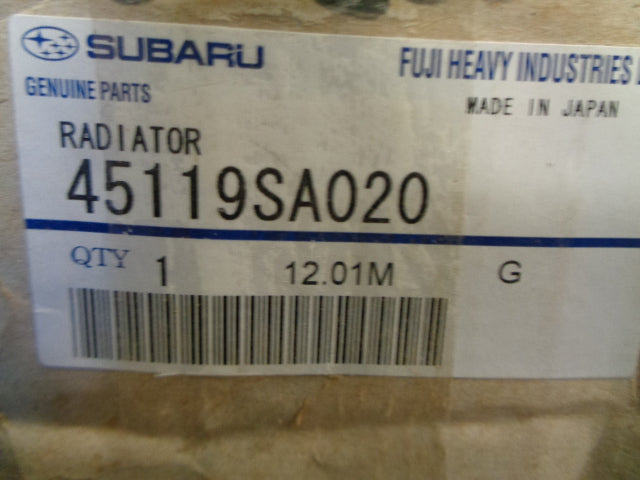 SUBARU
FUJI HEAVY INDUSTRIES
GENUINE PARTS
MADE IN JAPAN
RADIATOR
45119SA020
QTY 1 12.01M G